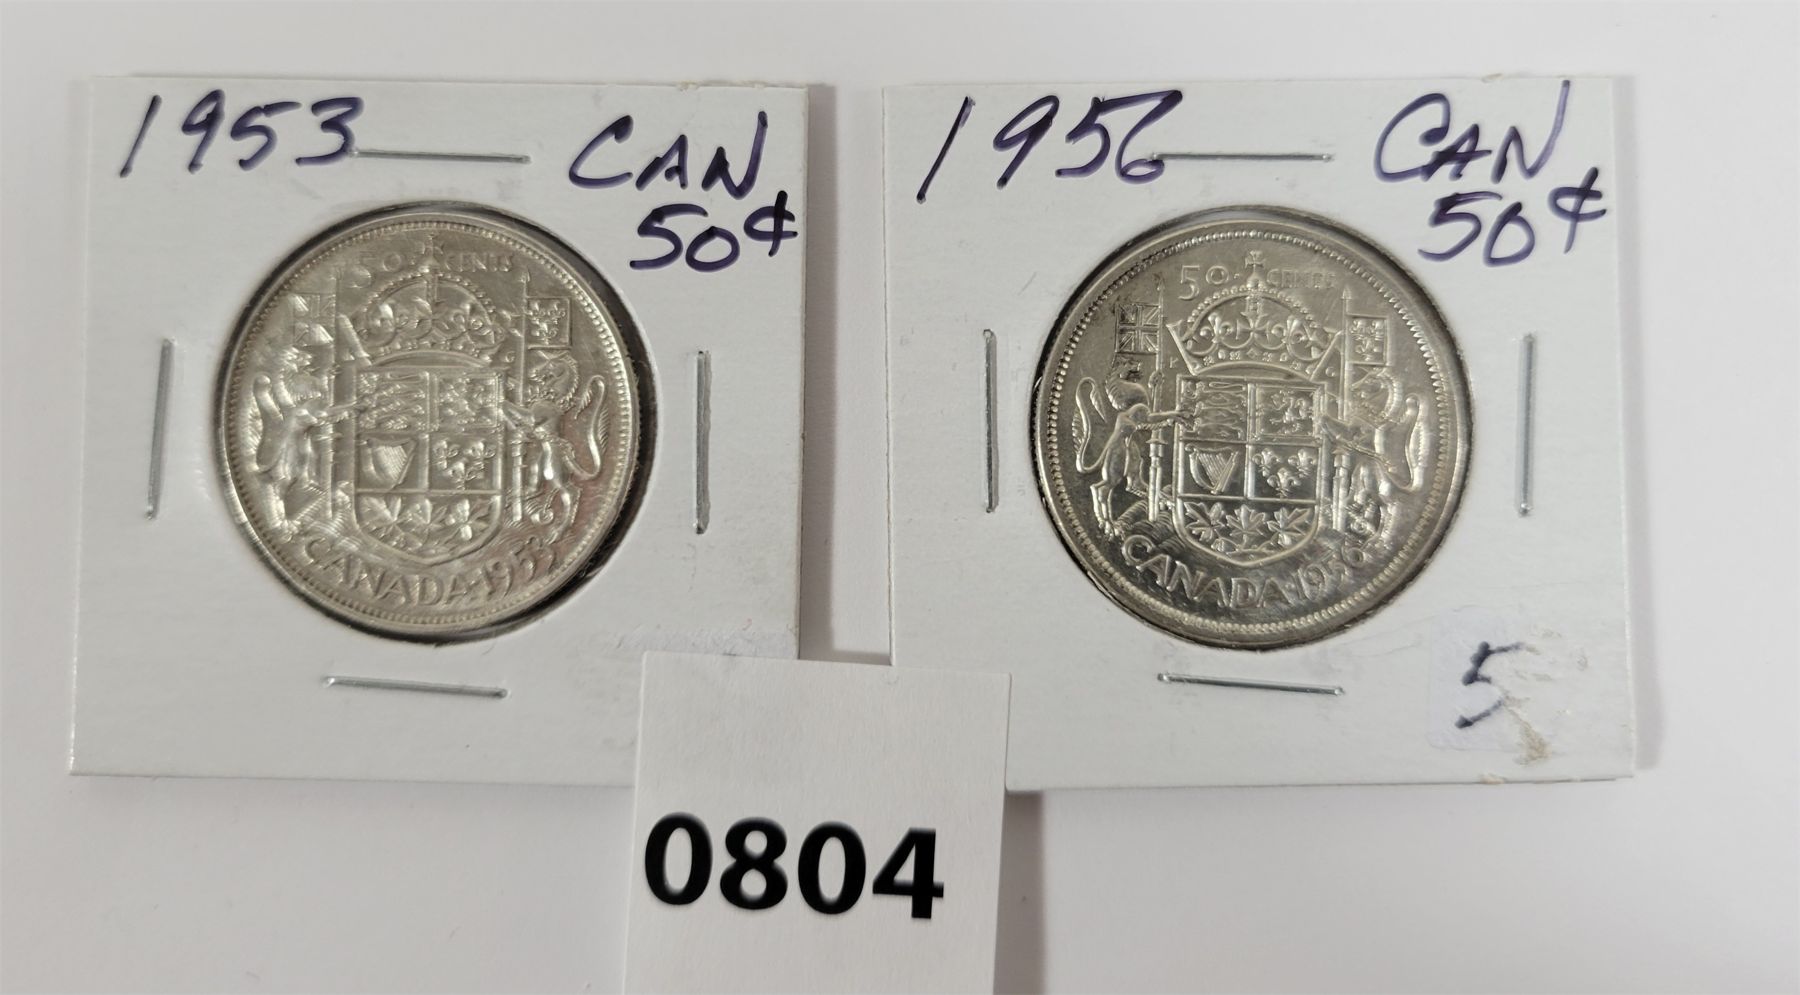 1953 CAN
50¢
50 CENTS
CANADA·1953
1956 CAN
50¢
50 CENTS
K G
CANADA·1956
5
0804